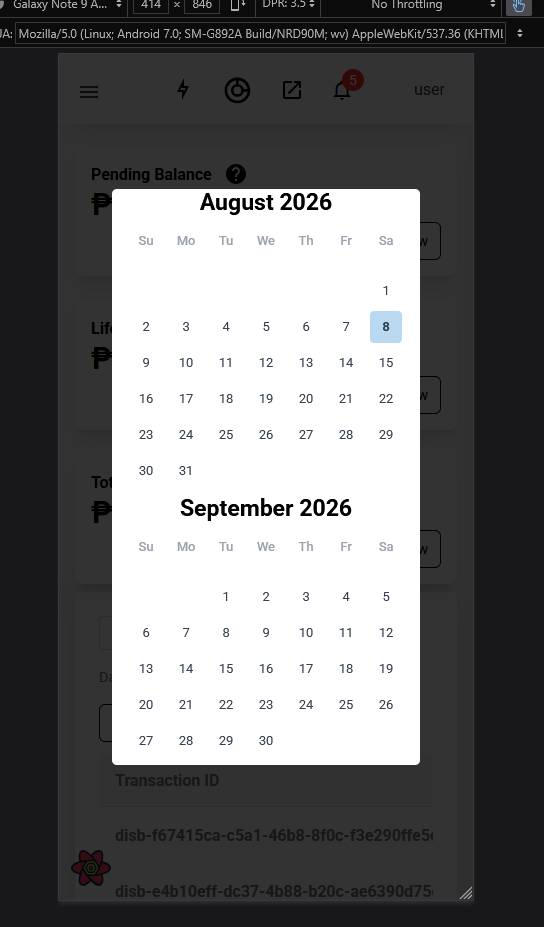 Galaxy Note 9 A... 414 × 846 DPR: 3.5 No Throttling
UA: Mozilla/5.0 (Linux; Android 7.0; SM-G892A Build/NRD90M; wv) AppleWebKit/537.36 (KHTML
5
user
Pending Balance ?
₱
w
August 2026
Su Mo Tu We Th Fr Sa
1
2 3 4 5 6 7 8
9 10 11 12 13 14 15
16 17 18 19 20 21 22
23 24 25 26 27 28 29
30 31
Life
₱
w
September 2026
Su Mo Tu We Th Fr Sa
1 2 3 4 5
6 7 8 9 10 11 12
13 14 15 16 17 18 19
20 21 22 23 24 25 26
27 28 29 30
Tot
₱
w
Da
Transaction ID
disb-f67415ca-c5a1-46b8-8f0c-f3e290ffe5
disb-e4b10eff-dc37-4b88-b20c-ae6390d75